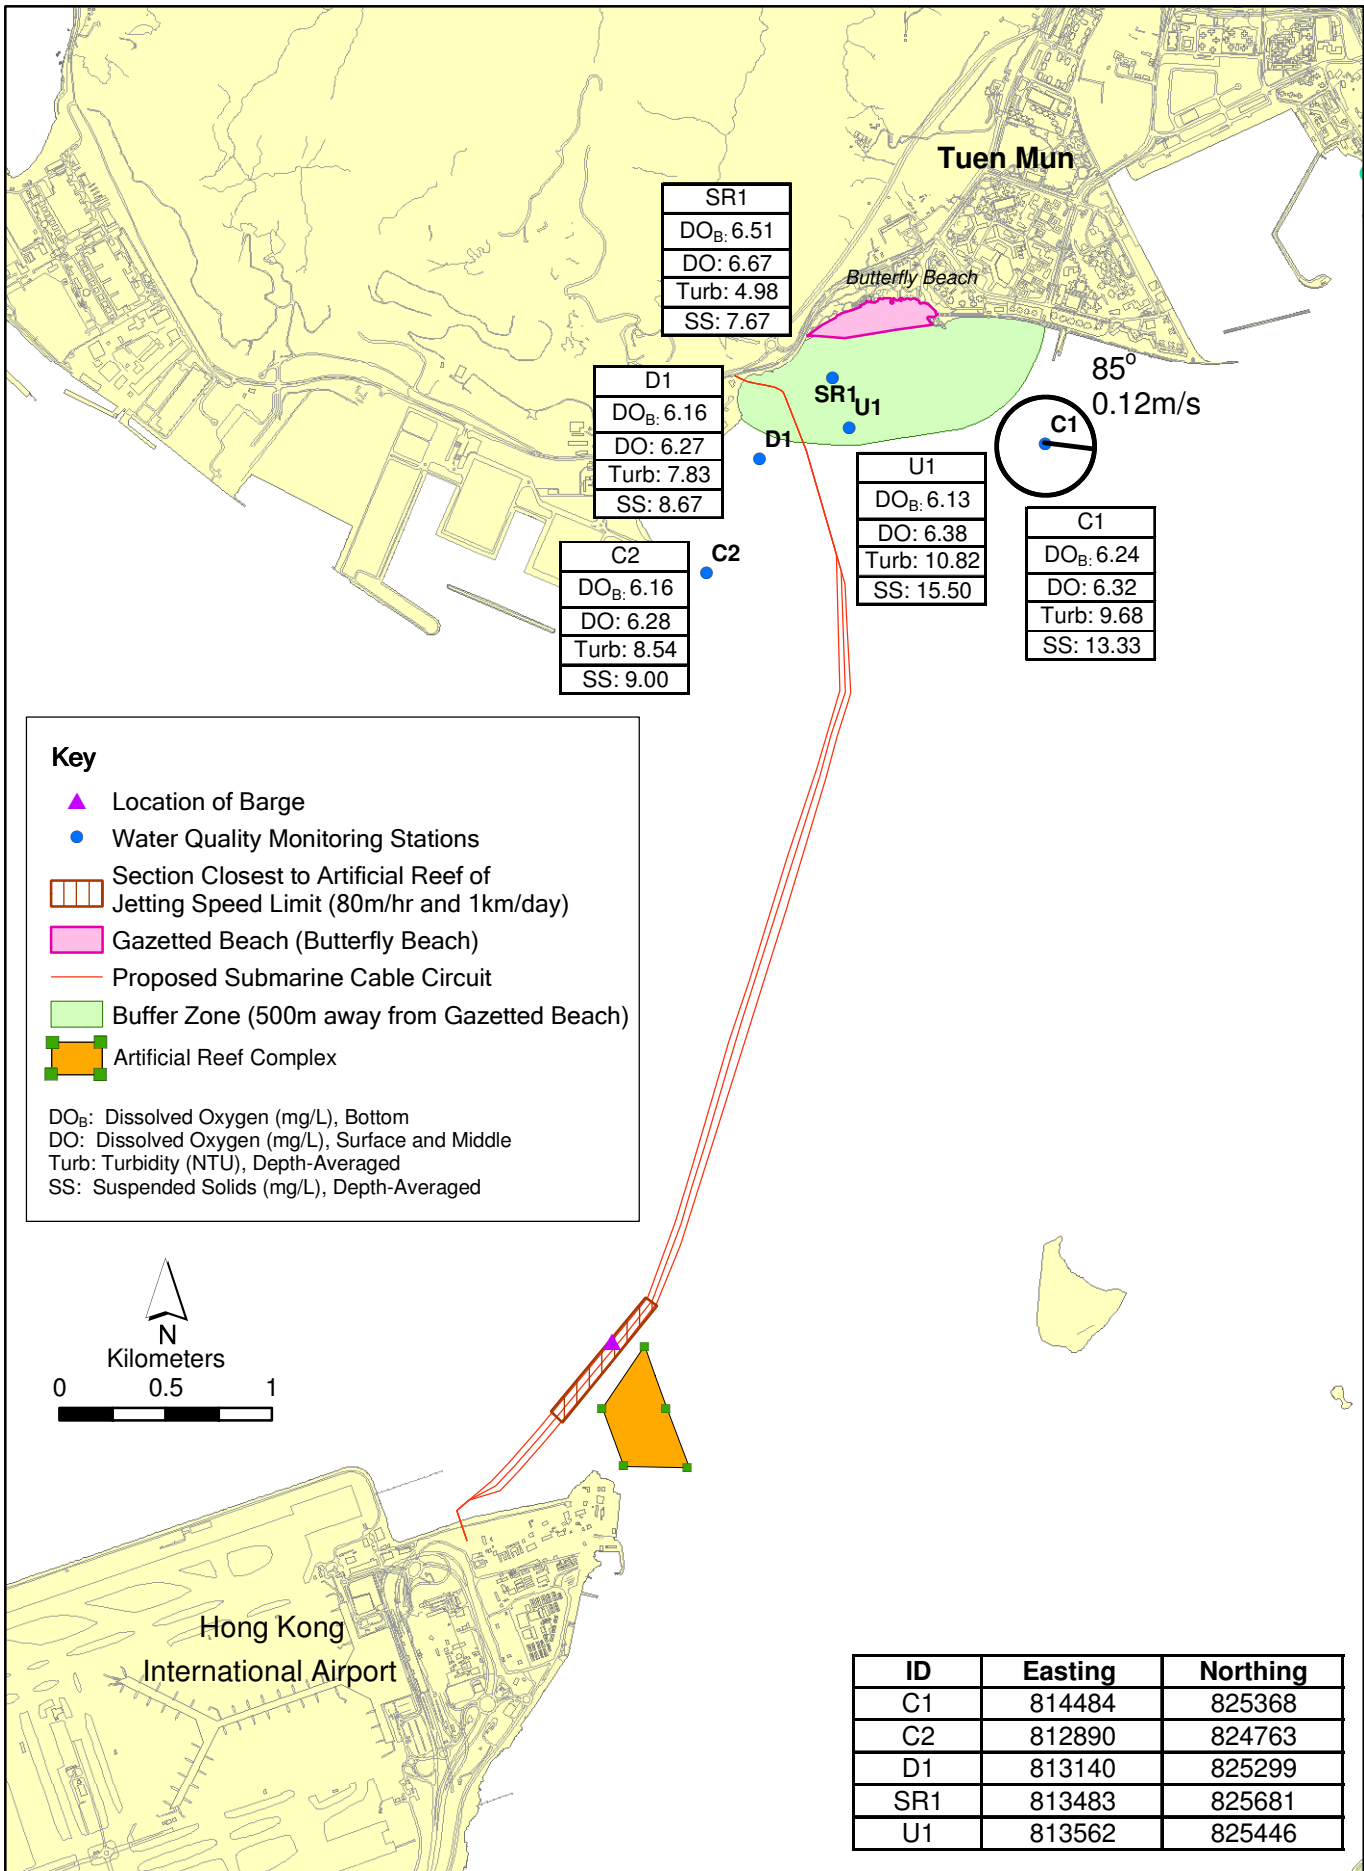 Tuen Mun
SR1
DOB: 6.51
DO: 6.67
Turb: 4.98
SS: 7.67
Butterfly Beach
85°
0.12m/s
D1
DOB: 6.16
DO: 6.27
Turb: 7.83
SS: 8.67
SR1
U1
C1
D1
U1
DOB: 6.13
DO: 6.38
Turb: 10.82
SS: 15.50
C1
DOB: 6.24
DO: 6.32
Turb: 9.68
SS: 13.33
C2
DOB: 6.16
DO: 6.28
Turb: 8.54
SS: 9.00
C2
Key
Location of Barge
Water Quality Monitoring Stations
Section Closest to Artificial Reef of
Jetting Speed Limit (80m/hr and 1km/day)
Gazetted Beach (Butterfly Beach)
Proposed Submarine Cable Circuit
Buffer Zone (500m away from Gazetted Beach)
Artificial Reef Complex
DOB: Dissolved Oxygen (mg/L), Bottom
DO: Dissolved Oxygen (mg/L), Surface and Middle
Turb: Turbidity (NTU), Depth-Averaged
SS: Suspended Solids (mg/L), Depth-Averaged
N
Kilometers
0 0.5 1
Hong Kong
International Airport
ID Easting Northing
C1 814484 825368
C2 812890 824763
D1 813140 825299
SR1 813483 825681
U1 813562 825446